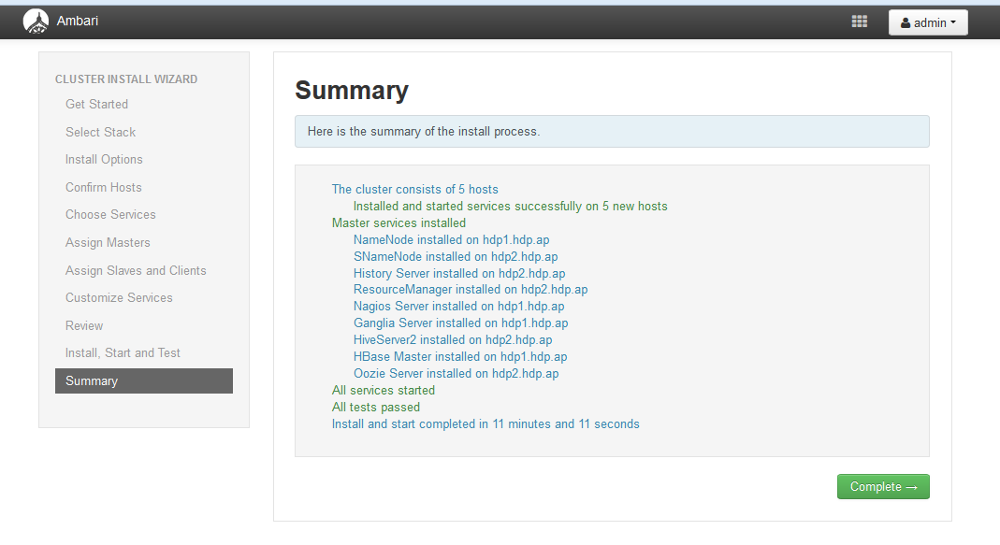 Ambari
admin
CLUSTER INSTALL WIZARD
Get Started
Select Stack
Install Options
Confirm Hosts
Choose Services
Assign Masters
Assign Slaves and Clients
Customize Services
Review
Install, Start and Test
Summary
Summary
Here is the summary of the install process.
The cluster consists of 5 hosts
Installed and started services successfully on 5 new hosts
Master services installed
NameNode installed on hdp1.hdp.ap
SNameNode installed on hdp2.hdp.ap
History Server installed on hdp2.hdp.ap
ResourceManager installed on hdp2.hdp.ap
Nagios Server installed on hdp1.hdp.ap
Ganglia Server installed on hdp1.hdp.ap
HiveServer2 installed on hdp2.hdp.ap
HBase Master installed on hdp1.hdp.ap
Oozie Server installed on hdp2.hdp.ap
All services started
All tests passed
Install and start completed in 11 minutes and 11 seconds
Complete →